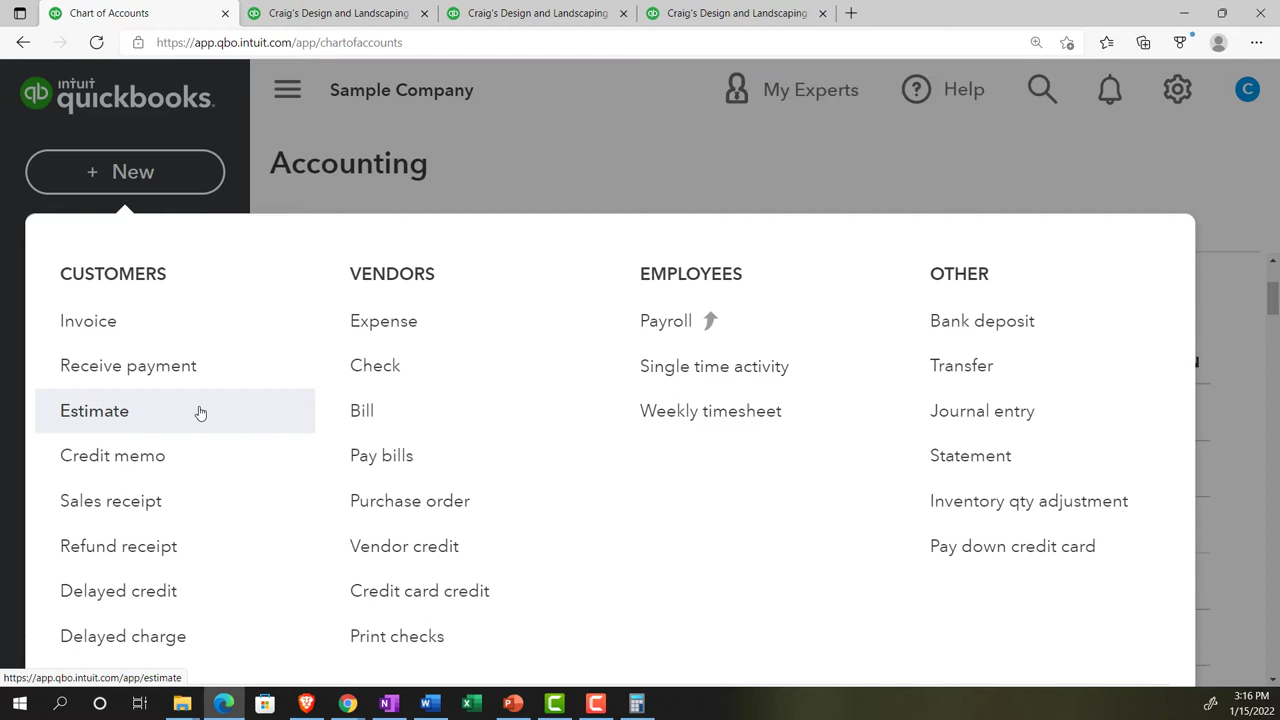 Chart of Accounts
Craig's Design and Landscaping
Craig's Design and Landscaping
Craig's Design and Landscaping
https://app.qbo.intuit.com/app/chartofaccounts
intuit
quickbooks.
qb
Sample Company
My Experts
Help
C
+ New
Accounting
CUSTOMERS
Invoice
Receive payment
Estimate
Credit memo
Sales receipt
Refund receipt
Delayed credit
Delayed charge
VENDORS
Expense
Check
Bill
Pay bills
Purchase order
Vendor credit
Credit card credit
Print checks
EMPLOYEES
Payroll
Single time activity
Weekly timesheet
OTHER
Bank deposit
Transfer
Journal entry
Statement
Inventory qty adjustment
Pay down credit card
https://app.qbo.intuit.com/app/estimate
3:16 PM
1/15/2022